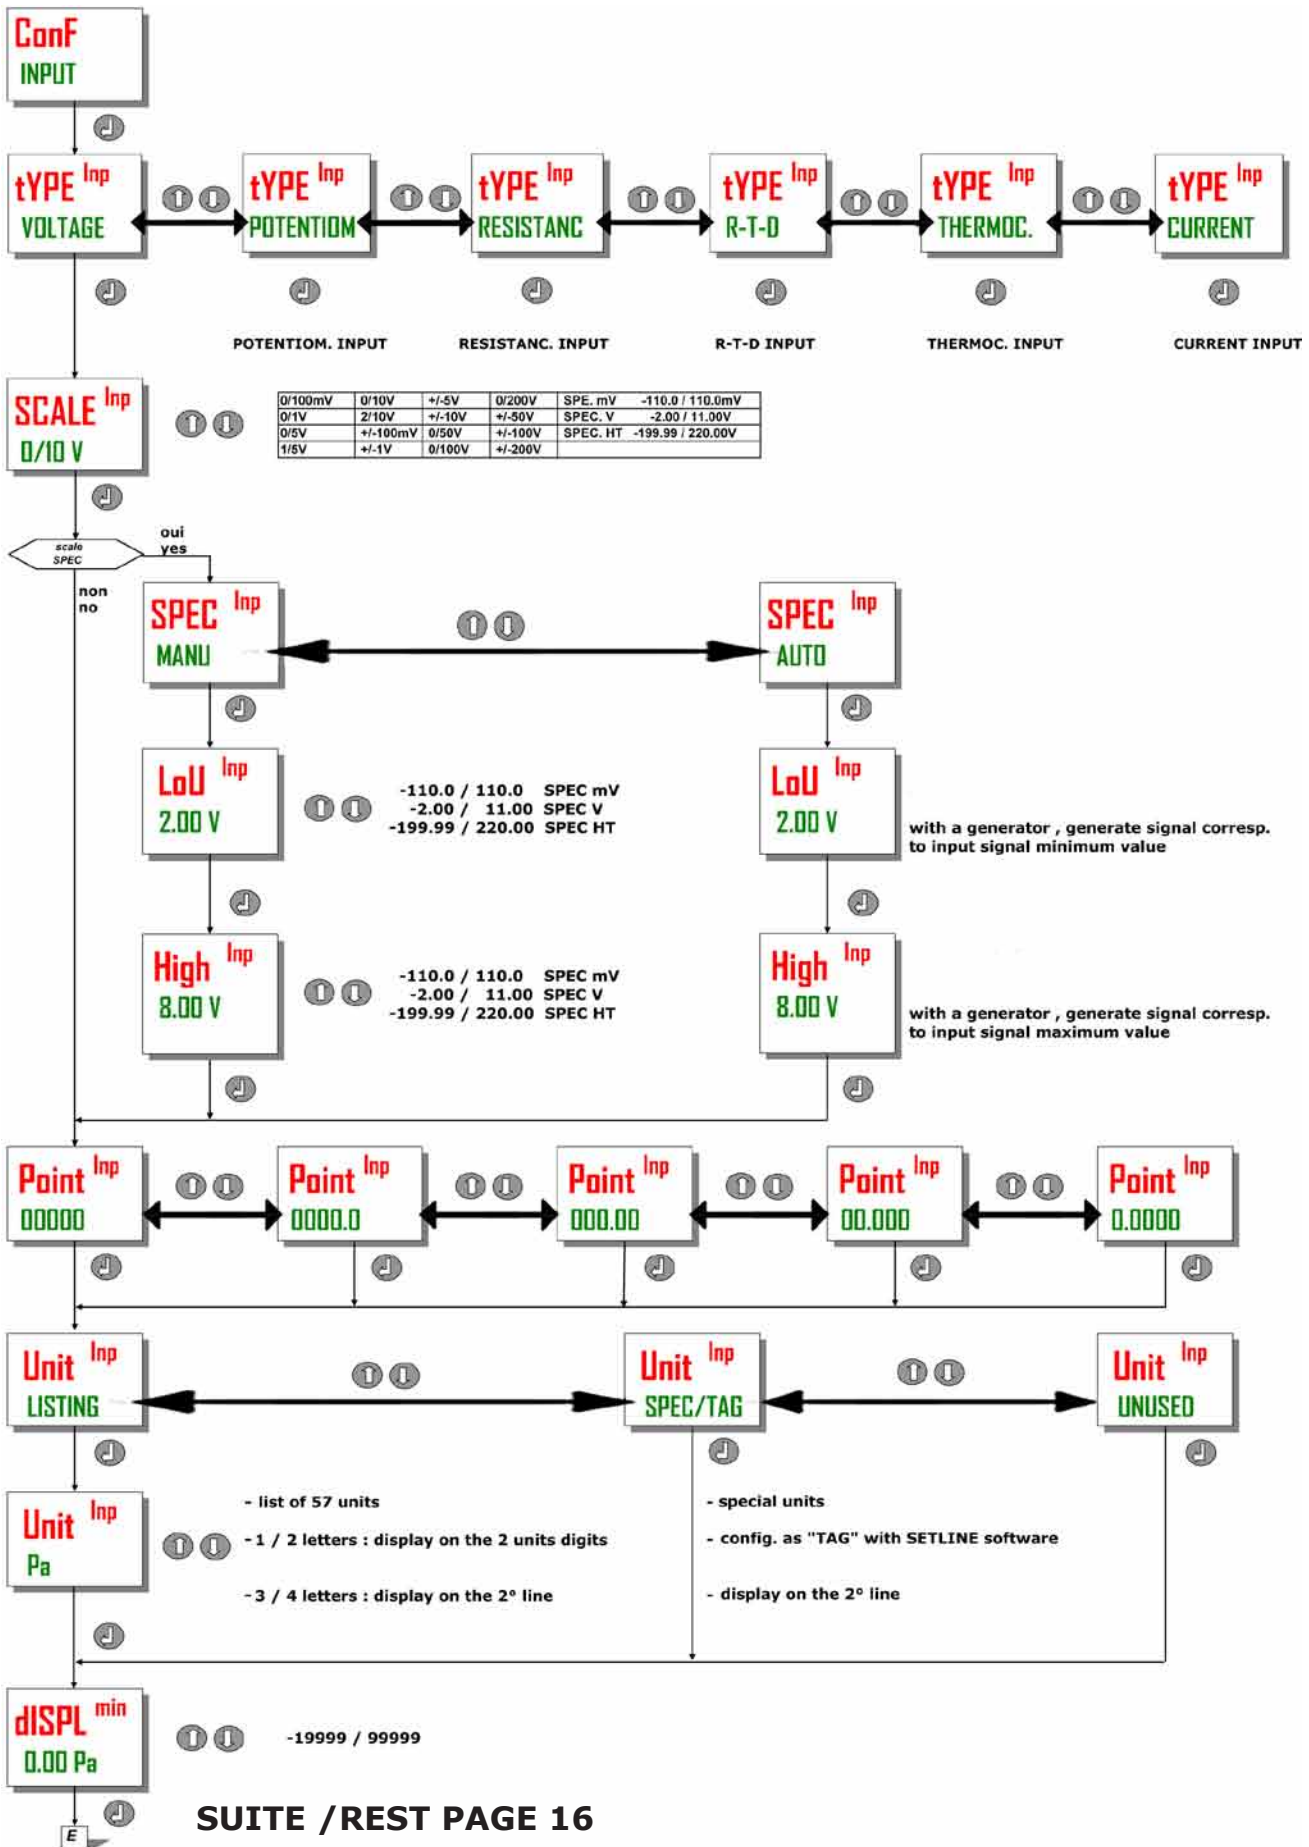 ConF
INPUT
tYPE Inp
VOLTAGE
tYPE Inp
POTENTIOM
tYPE Inp
RESISTANC
tYPE Inp
R-T-D
tYPE Inp
THERMOC.
tYPE Inp
CURRENT
POTENTIOM. INPUT
RESISTANC. INPUT
R-T-D INPUT
THERMOC. INPUT
CURRENT INPUT
SCALE Inp
0/10 V
0/100mV 0/10V +/-5V 0/200V SPE. mV -110.0 / 110.0mV
0/1V 2/10V +/-10V +/-50V SPEC. V -2.00 / 11.00V
0/5V +/-100mV 0/50V +/-100V SPEC. HT -199.99 / 220.00V
1/5V +/-1V 0/100V +/-200V
scale
SPEC
oui
yes
non
no
SPEC Inp
MANU
SPEC Inp
AUTO
LoU Inp
2.00 V
-110.0 / 110.0 SPEC mV
-2.00 / 11.00 SPEC V
-199.99 / 220.00 SPEC HT
LoU Inp
2.00 V
with a generator , generate signal corresp.
to input signal minimum value
High Inp
8.00 V
-110.0 / 110.0 SPEC mV
-2.00 / 11.00 SPEC V
-199.99 / 220.00 SPEC HT
High Inp
8.00 V
with a generator , generate signal corresp.
to input signal maximum value
Point Inp
00000
Point Inp
0000.0
Point Inp
000.00
Point Inp
00.000
Point Inp
0.0000
Unit Inp
LISTING
Unit Inp
SPEC/TAG
Unit Inp
UNUSED
Unit Inp
Pa
- list of 57 units
- 1 / 2 letters : display on the 2 units digits
- 3 / 4 letters : display on the 2° line
- special units
- config. as "TAG" with SETLINE software
- display on the 2° line
dISPL min
0.00 Pa
-19999 / 99999
E
SUITE /REST PAGE 16